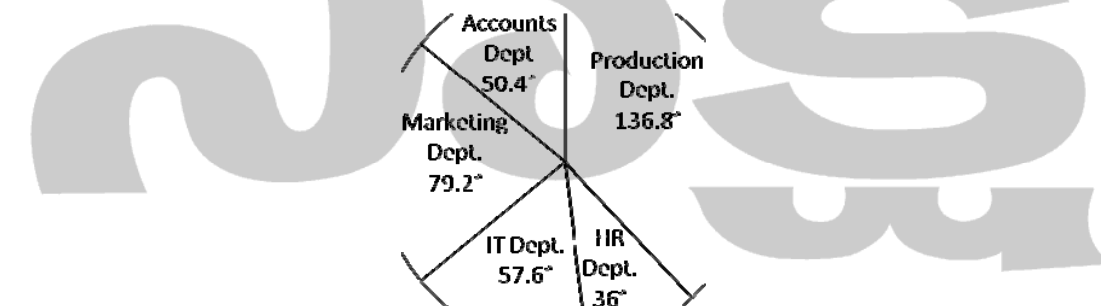 Accounts
Dept
50.4°
Production
Dept.
136.8°
Marketing
Dept.
79.2°
IT Dept.
57.6°
HR
Dept.
36°